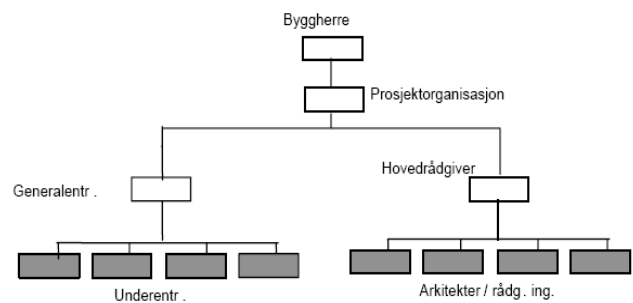 Byggherre
Prosjektorganisasjon
Generalentr .
Hovedrådgiver
Underentr .
Arkitekter / rådg . ing.